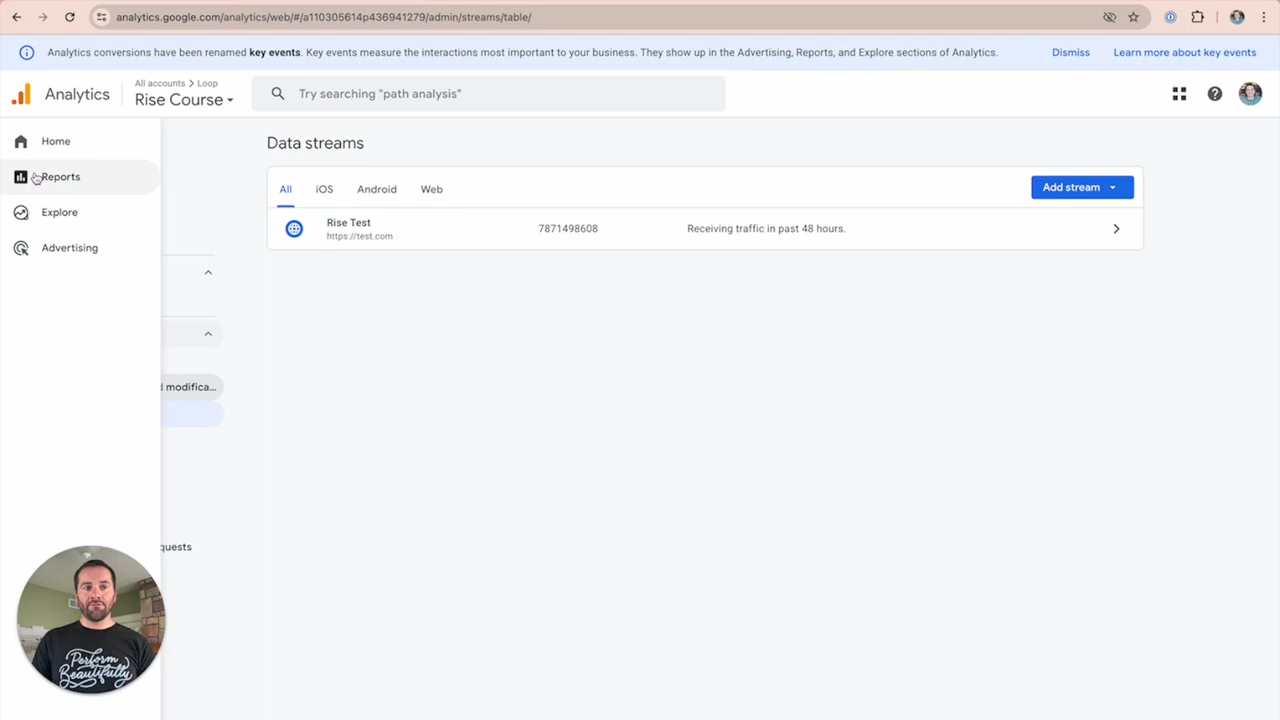 analytics.google.com/analytics/web/#/a110305614p436941279/admin/streams/table/
Analytics conversions have been renamed key events. Key events measure the interactions most important to your business. They show up in the Advertising, Reports, and Explore sections of Analytics.
Dismiss
Learn more about key events
Analytics
All accounts > Loop
Rise Course
Try searching "path analysis"
Home
Reports
Explore
Advertising
d modifica...
quests
Data streams
All
iOS
Android
Web
Add stream
Rise Test
https://test.com
7871498608
Receiving traffic in past 48 hours.
Perform
Beautifully